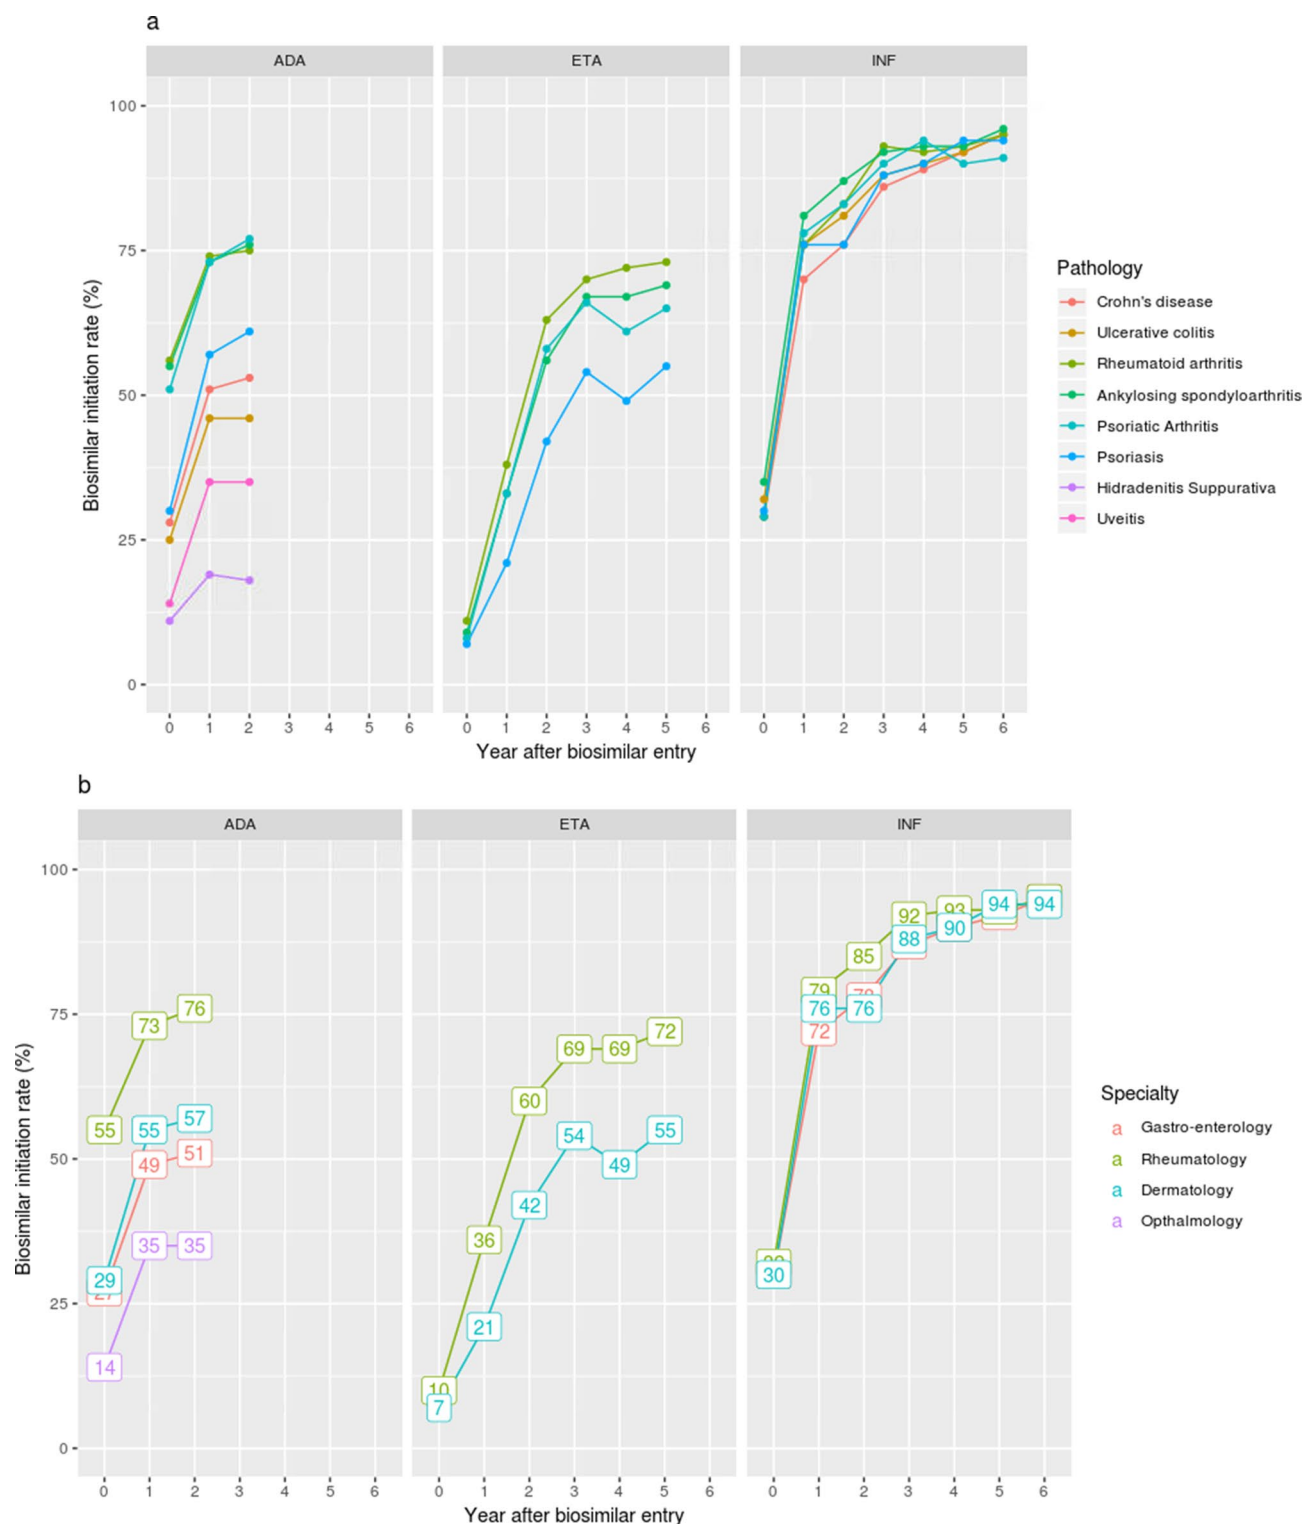 a
ADA ETA INF
Biosimilar initiation rate (%)
100
75
50
25
0
0 1 2 3 4 5 6 0 1 2 3 4 5 6 0 1 2 3 4 5 6
Year after biosimilar entry
Pathology
Crohn's disease
Ulcerative colitis
Rheumatoid arthritis
Ankylosing spondyloarthritis
Psoriatic Arthritis
Psoriasis
Hidradenitis Suppurativa
Uveitis
b
ADA ETA INF
Biosimilar initiation rate (%)
100
75
50
25
0
55 73 76
29 55 57
27 49 51
14 35 35
10 36 60 69 69 72
7 21 42 54 49 55
79 85 92 93
30 76 76 88 90 94 94
72
0 1 2 3 4 5 6 0 1 2 3 4 5 6 0 1 2 3 4 5 6
Year after biosimilar entry
Specialty
a Gastro-enterology
a Rheumatology
a Dermatology
a Opthalmology